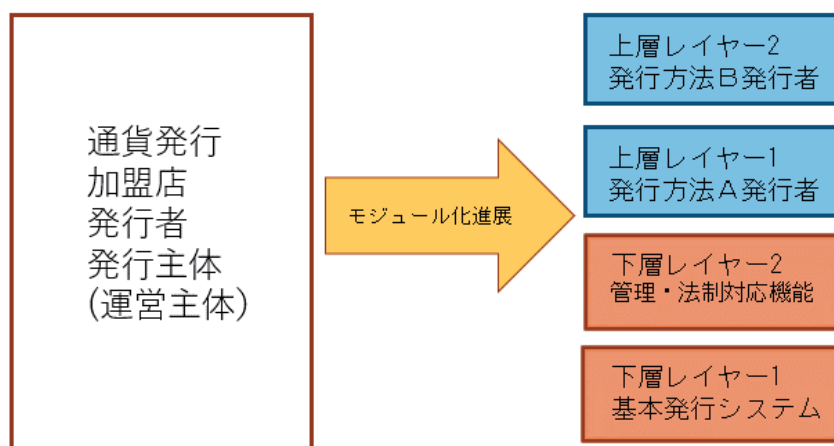 通貨発行
加盟店
発行者
発行主体
(運営主体)
モジュール化進展
上層レイヤー2
発行方法B発行者
上層レイヤー1
発行方法A発行者
下層レイヤー2
管理・法制対応機能
下層レイヤー1
基本発行システム